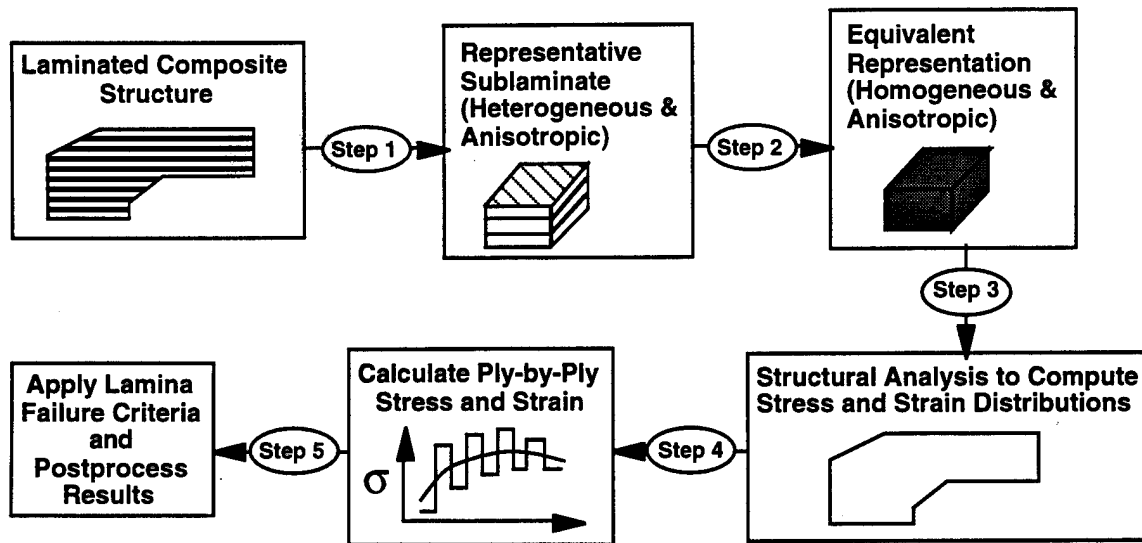 Laminated Composite
Structure
Step 1
Representative
Sublaminate
(Heterogeneous &
Anisotropic)
Step 2
Equivalent
Representation
(Homogeneous &
Anisotropic)
Step 3
Structural Analysis to Compute
Stress and Strain Distributions
Step 4
Calculate Ply-by-Ply
Stress and Strain
σ
Step 5
Apply Lamina
Failure Criteria
and
Postprocess
Results